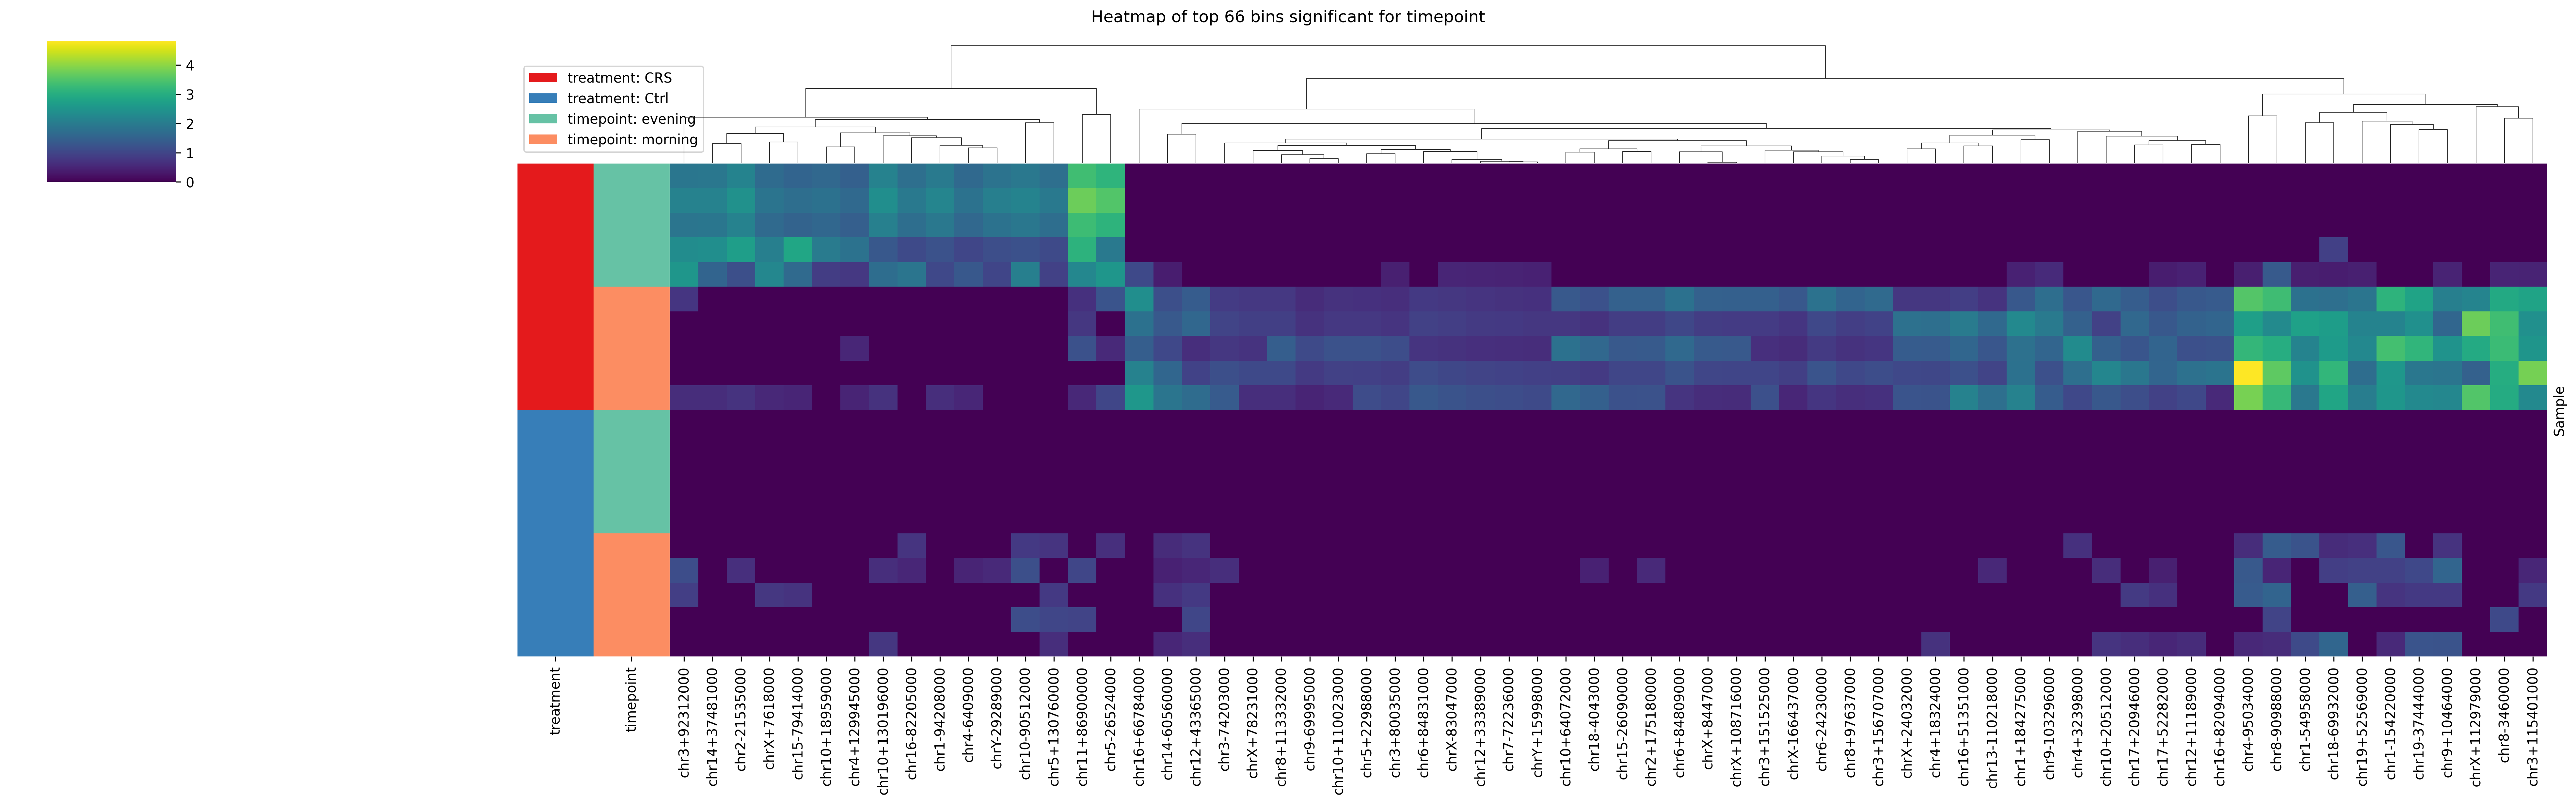 Heatmap of top 66 bins significant for timepoint
4
3
2
1
0
treatment: CRS
treatment: Ctrl
timepoint: evening
timepoint: morning
Sample
treatment
timepoint
chr3+92312000
chr14+37481000
chr2-21535000
chrX+7618000
chr15-79414000
chr10+18959000
chr4+129945000
chr10+130196000
chr16-82205000
chr1-94208000
chr4-6409000
chrY-29289000
chr10-90512000
chr5+130760000
chr11+86900000
chr5-26524000
chr16+66784000
chr14-60560000
chr12+43365000
chr3-74203000
chrX+78231000
chr8+113332000
chr9-69995000
chr10+110023000
chr5+22988000
chr3+80035000
chr6+84831000
chrX-83047000
chr12+33389000
chr7-72236000
chrY+15998000
chr10+64072000
chr18-4043000
chr15-26090000
chr2+175180000
chr6+84809000
chrX+8447000
chrX+108716000
chr3+151525000
chrX-166437000
chr6-24230000
chr8+97637000
chr3+156707000
chrX+24032000
chr4+18324000
chr16+51351000
chr13-110218000
chr1+184275000
chr9-103296000
chr4+32398000
chr10+20512000
chr17+20946000
chr17+52282000
chr12+11189000
chr16+82094000
chr4-95034000
chr8-90988000
chr1-54958000
chr18-69932000
chr19+52569000
chr1-154220000
chr19-37444000
chr9+10464000
chrX+112979000
chr8-3460000
chr3+115401000